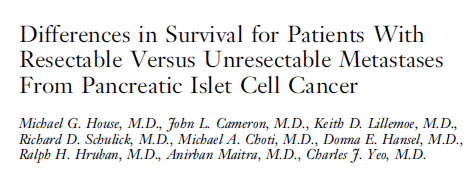 Differences in Survival for Patients With
Resectable Versus Unresectable Metastases
From Pancreatic Islet Cell Cancer
Michael G. House, M.D., John L. Cameron, M.D., Keith D. Lillemoe, M.D.,
Richard D. Schulick, M.D., Michael A. Choti, M.D., Donna E. Hansel, M.D.,
Ralph H. Hruban, M.D., Anirban Maitra, M.D., Charles J. Yeo, M.D.